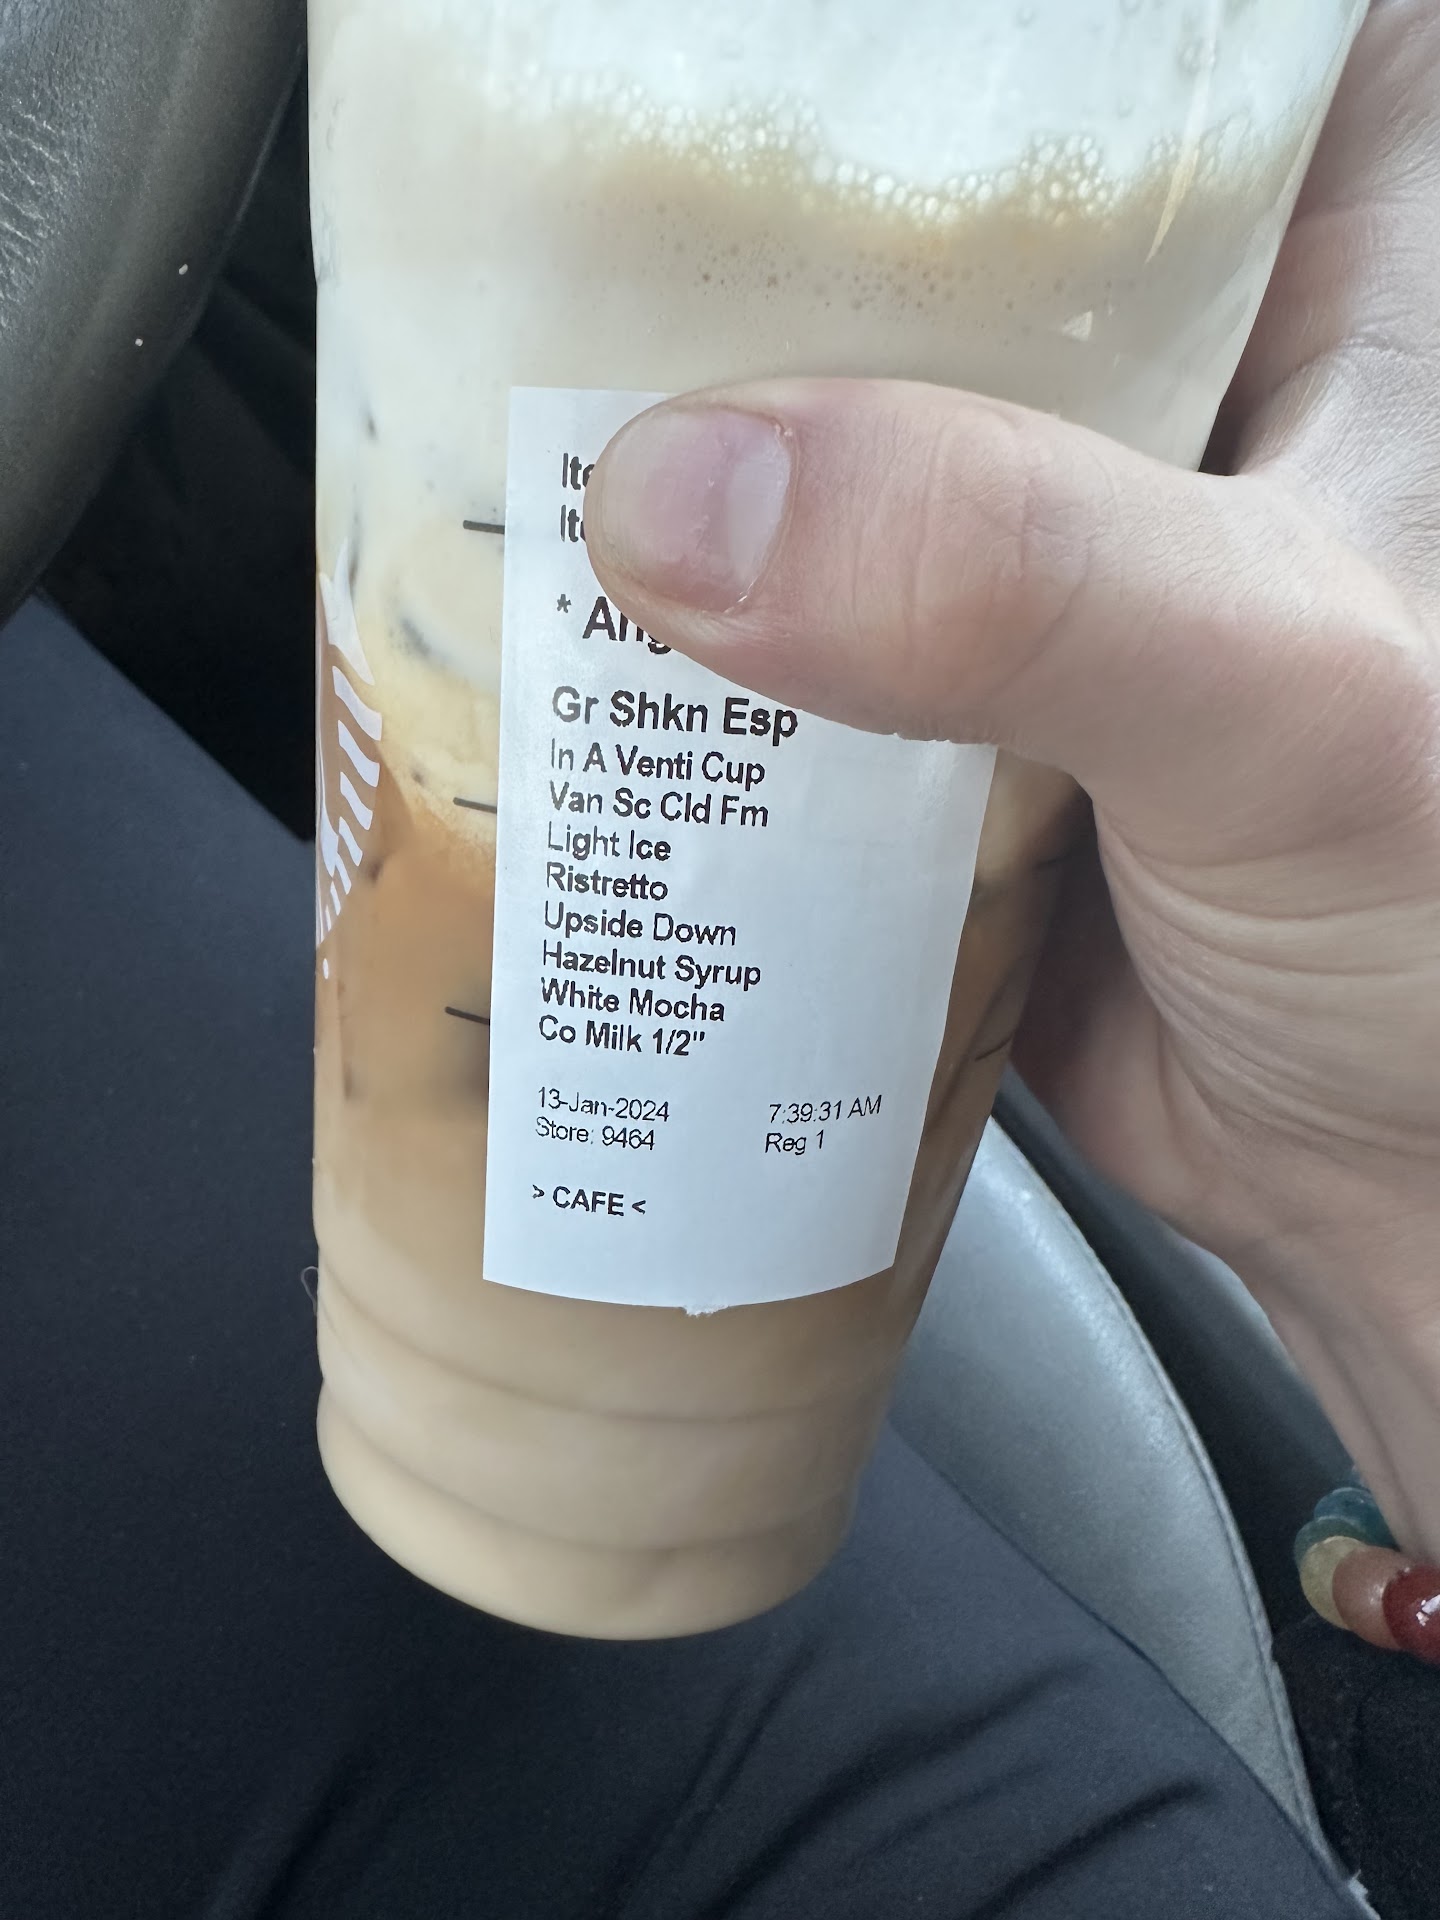 Gr Shkn Esp
In A Venti Cup
Van Sc Cld Fm
Light Ice
Ristretto
Upside Down
Hazelnut Syrup
White Mocha
Co Milk 1/2"
13-Jan-2024 7:39:31 AM
Store: 9464 Reg 1
> CAFE <